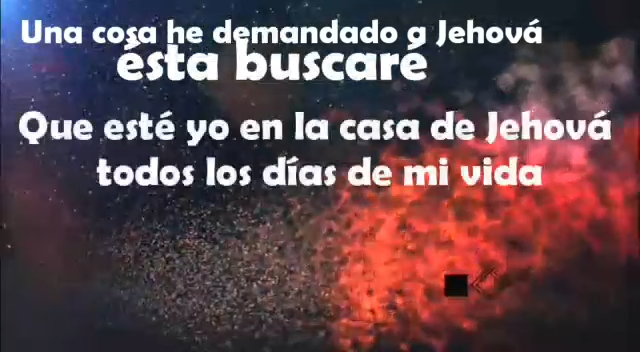 Una cosa he demandado a Jehová
ésta buscaré
Que esté yo en la casa de Jehová
todos los días de mi vida